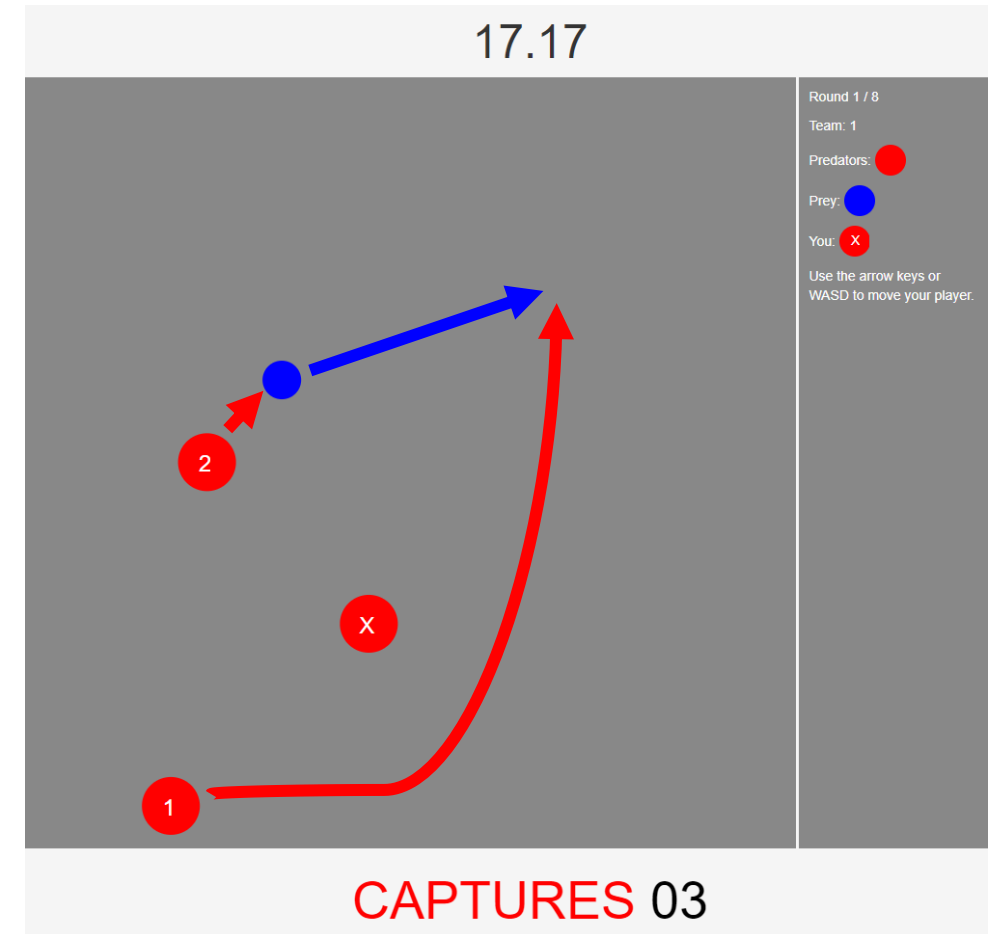 17.17
Round 1 / 8
Team: 1
Predators:
Prey:
You: X
Use the arrow keys or
WASD to move your player.
2
X
1
CAPTURES 03